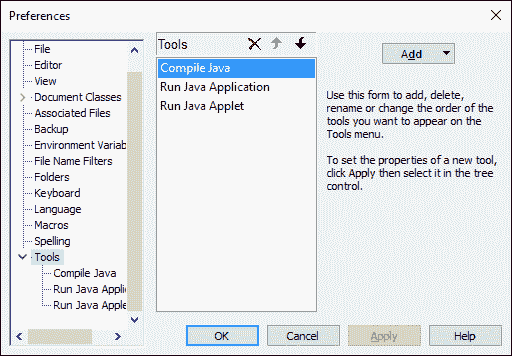 Preferences
File
Editor
View
Document Classes
Associated Files
Backup
Environment Variab
File Name Filters
Folders
Keyboard
Language
Macros
Spelling
Tools
Compile Java
Run Java Applic
Run Java Apple
Tools
Compile Java
Run Java Application
Run Java Applet
Add
Use this form to add, delete,
rename or change the order of the
tools you want to appear on the
Tools menu.
To set the properties of a new tool,
click Apply then select it in the tree
control.
OK
Cancel
Apply
Help